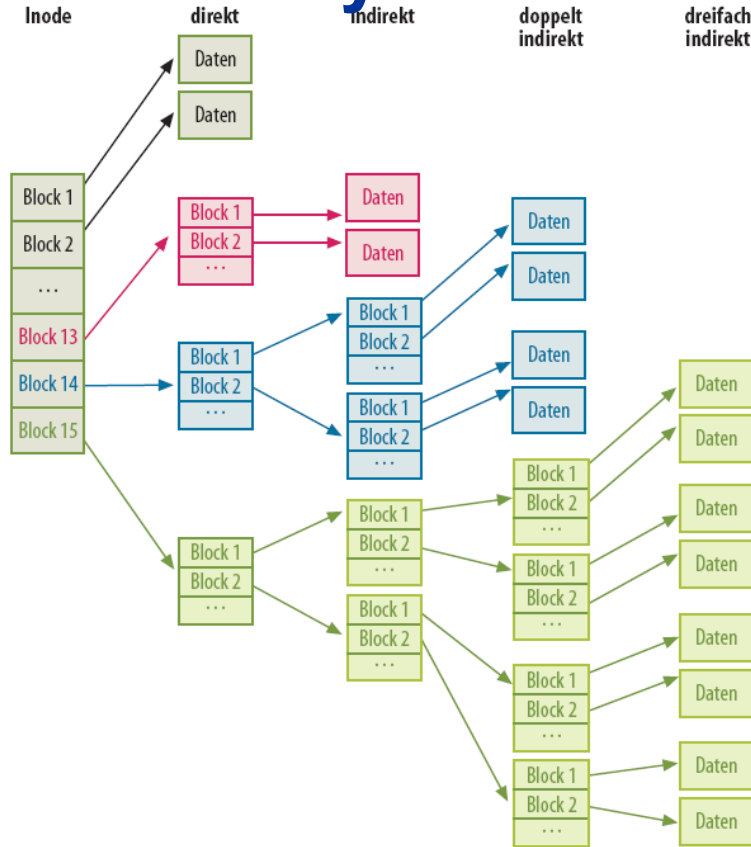 Inode
direkt
indirekt
doppelt
indirekt
dreifach
indirekt
Block 1
Block 2
...
Block 13
Block 14
Block 15
Daten
Daten
Block 1
Block 2
...
Block 1
Block 2
...
Block 1
Block 2
...
Daten
Daten
Block 1
Block 2
...
Block 1
Block 2
...
Block 1
Block 2
...
Block 1
Block 2
...
Daten
Daten
Daten
Daten
Block 1
Block 2
...
Block 1
Block 2
...
Block 1
Block 2
...
Block 1
Block 2
...
Daten
Daten
Daten
Daten
Daten
Daten
Daten
Daten